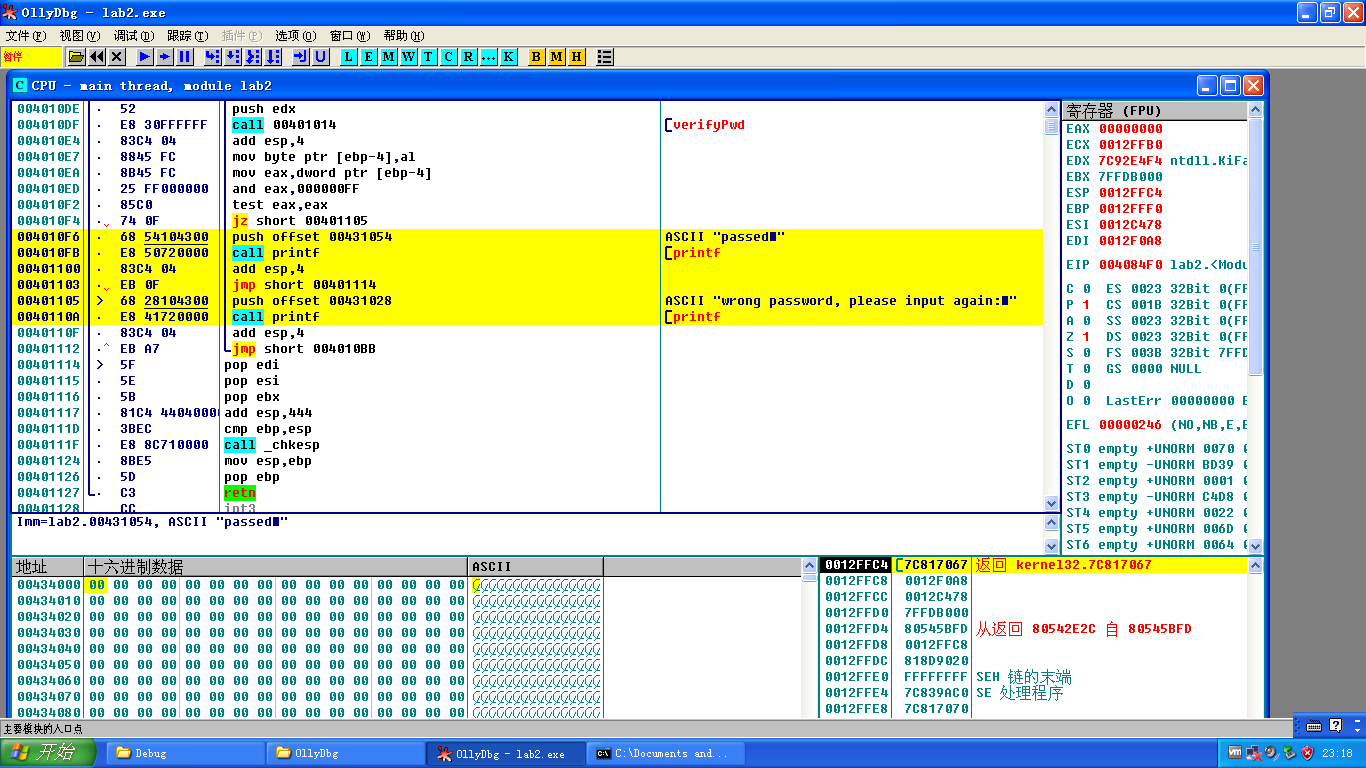 OllyDbg - lab2.exe
文件(F) 视图(V) 调试(D) 跟踪(T) 插件(P) 选项(O) 窗口(W) 帮助(H)
暂停 L E M W T C R ... K B M H
C CPU - main thread, module lab2
004010DE · 52 push edx
004010DF · E8 30FFFFFF call 00401014 [verifyPwd
004010E4 · 83C4 04 add esp,4
004010E7 · 8845 FC mov byte ptr [ebp-4],al
004010EA · 8B45 FC mov eax,dword ptr [ebp-4]
004010ED · 25 FF000000 and eax,000000FF
004010F2 · 85C0 test eax,eax
004010F4 · 74 0F jz short 00401105
004010F6 · 68 54104300 push offset 00431054 ASCII "passed■"
004010FB · E8 50720000 call printf [printf
00401100 · 83C4 04 add esp,4
00401103 · EB 0F jmp short 00401114
00401105 > 68 28104300 push offset 00431028 ASCII "wrong password, please input again:■"
0040110A · E8 41720000 call printf [printf
0040110F · 83C4 04 add esp,4
00401112 ·^ EB A7 jmp short 004010BB
00401114 > 5F pop edi
00401115 · 5E pop esi
00401116 · 5B pop ebx
00401117 · 81C4 44040000 add esp,444
0040111D · 3BEC cmp ebp,esp
0040111F · E8 8C710000 call _chkesp
00401124 · 8BE5 mov esp,ebp
00401126 · 5D pop ebp
00401127 · C3 retn
00401128 CC int3
Imm=lab2.00431054, ASCII "passed■"
寄存器 (FPU)
EAX 00000000
ECX 0012FFB0
EDX 7C92E4F4 ntdll.KiFa
EBX 7FFDB000
ESP 0012FFC4
EBP 0012FFF0
ESI 0012C478
EDI 0012F0A8
EIP 004084F0 lab2.<Modu
C 0 ES 0023 32Bit 0(FF
P 1 CS 001B 32Bit 0(FF
A 0 SS 0023 32Bit 0(FF
Z 1 DS 0023 32Bit 0(FF
S 0 FS 003B 32Bit 7FFD
T 0 GS 0000 NULL
D 0
O 0 LastErr 00000000 E
EFL 00000246 (NO,NB,E,B
ST0 empty +UNORM 0070 0
ST1 empty -UNORM BD39 0
ST2 empty +UNORM 0001 0
ST3 empty -UNORM C4D8 0
ST4 empty +UNORM 0022 0
ST5 empty +UNORM 006D 0
ST6 empty +UNORM 0064 0
地址 十六进制数据 ASCII
00434000 00 00 00 00 00 00 00 00 00 00 00 00 00 00 00 00
00434010 00 00 00 00 00 00 00 00 00 00 00 00 00 00 00 00
00434020 00 00 00 00 00 00 00 00 00 00 00 00 00 00 00 00
00434030 00 00 00 00 00 00 00 00 00 00 00 00 00 00 00 00
00434040 00 00 00 00 00 00 00 00 00 00 00 00 00 00 00 00
00434050 00 00 00 00 00 00 00 00 00 00 00 00 00 00 00 00
00434060 00 00 00 00 00 00 00 00 00 00 00 00 00 00 00 00
00434070 00 00 00 00 00 00 00 00 00 00 00 00 00 00 00 00
00434080 00 00 00 00 00 00 00 00 00 00 00 00 00 00 00 00
0012FFC4 [7C817067 返回 kernel32.7C817067
0012FFC8 0012F0A8
0012FFCC 0012C478
0012FFD0 7FFDB000
0012FFD4 80545BFD 从返回 80542E2C 自 80545BFD
0012FFD8 0012FFC8
0012FFDC 818D9020
0012FFE0 FFFFFFFF SEH 链的末端
0012FFE4 7C839AC0 SE 处理程序
0012FFE8 7C817070
主要模块的入口点
开始 Debug OllyDbg OllyDbg - lab2.exe C:\Documents and... 23:18